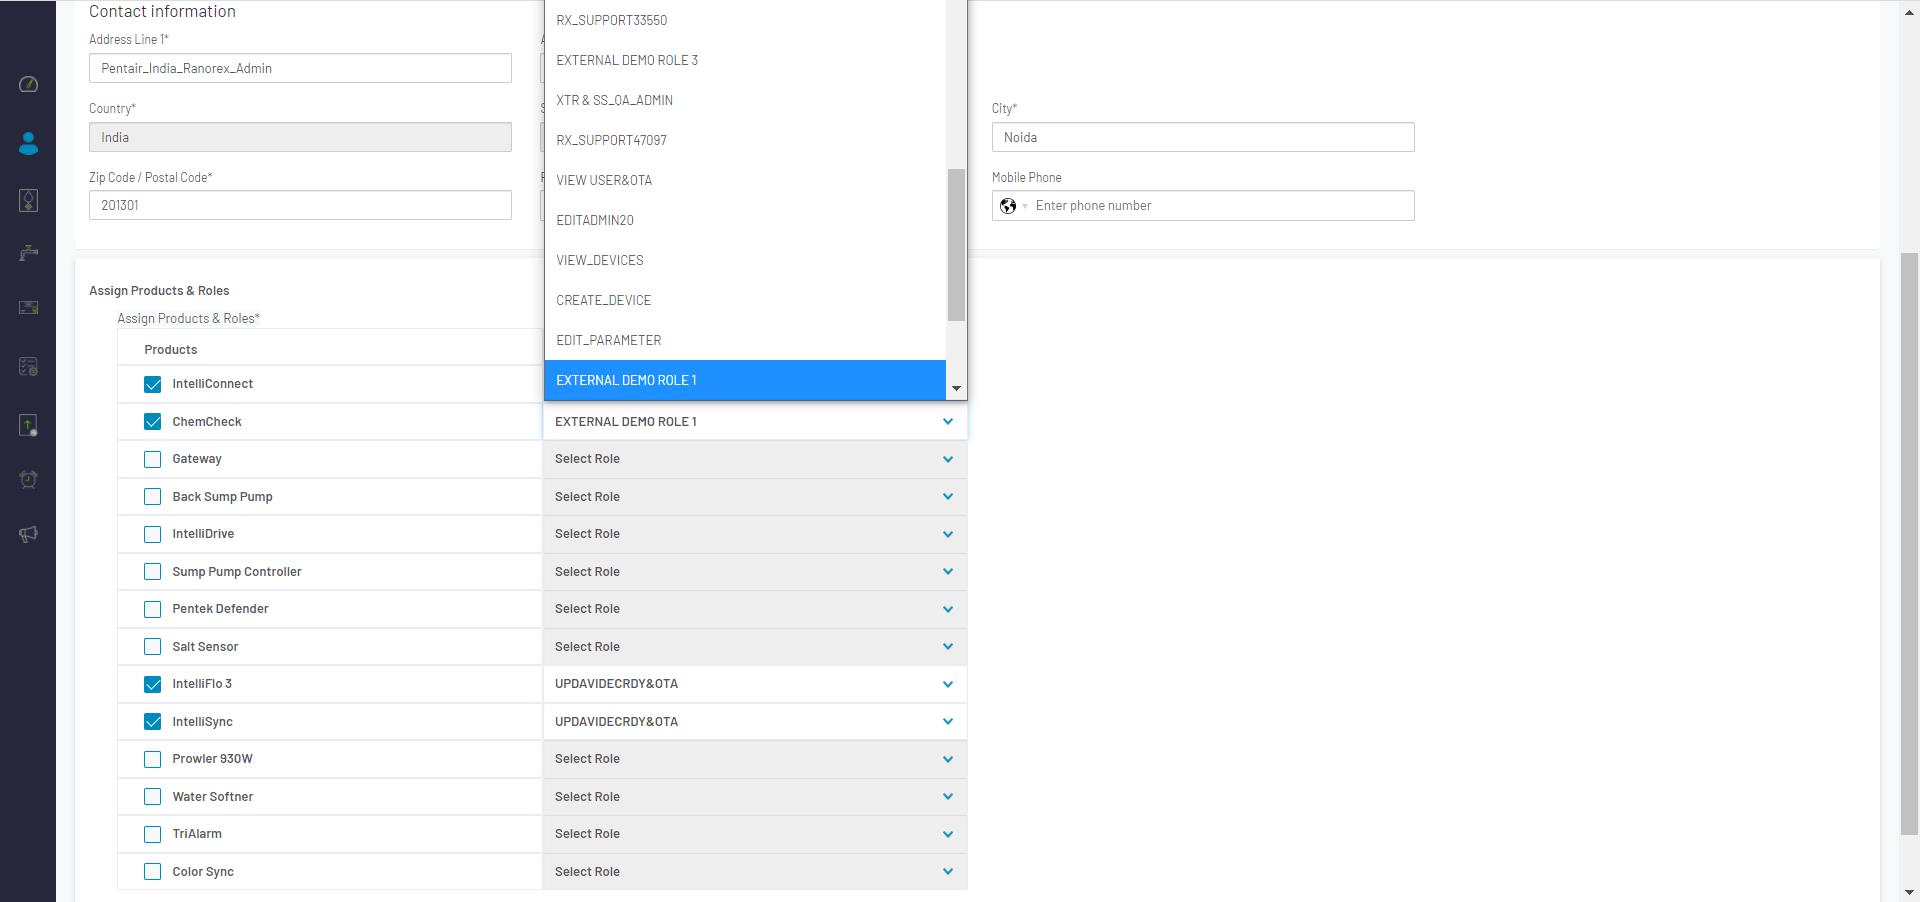 Contact information
Address Line 1*
Pentair_India_Ranorex_Admin
Country*
India
City*
Noida
Zip Code / Postal Code*
201301
Mobile Phone
Enter phone number
RX_SUPPORT33550
EXTERNAL DEMO ROLE 3
XTR & SS_QA_ADMIN
RX_SUPPORT47097
VIEW USER&OTA
EDITADMIN20
VIEW_DEVICES
CREATE_DEVICE
EDIT_PARAMETER
EXTERNAL DEMO ROLE 1
Assign Products & Roles
Assign Products & Roles*
Products
IntelliConnect
ChemCheck EXTERNAL DEMO ROLE 1
Gateway Select Role
Back Sump Pump Select Role
IntelliDrive Select Role
Sump Pump Controller Select Role
Pentek Defender Select Role
Salt Sensor Select Role
IntelliFlo 3 UPDAVIDECRDY&OTA
IntelliSync UPDAVIDECRDY&OTA
Prowler 930W Select Role
Water Softner Select Role
TriAlarm Select Role
Color Sync Select Role